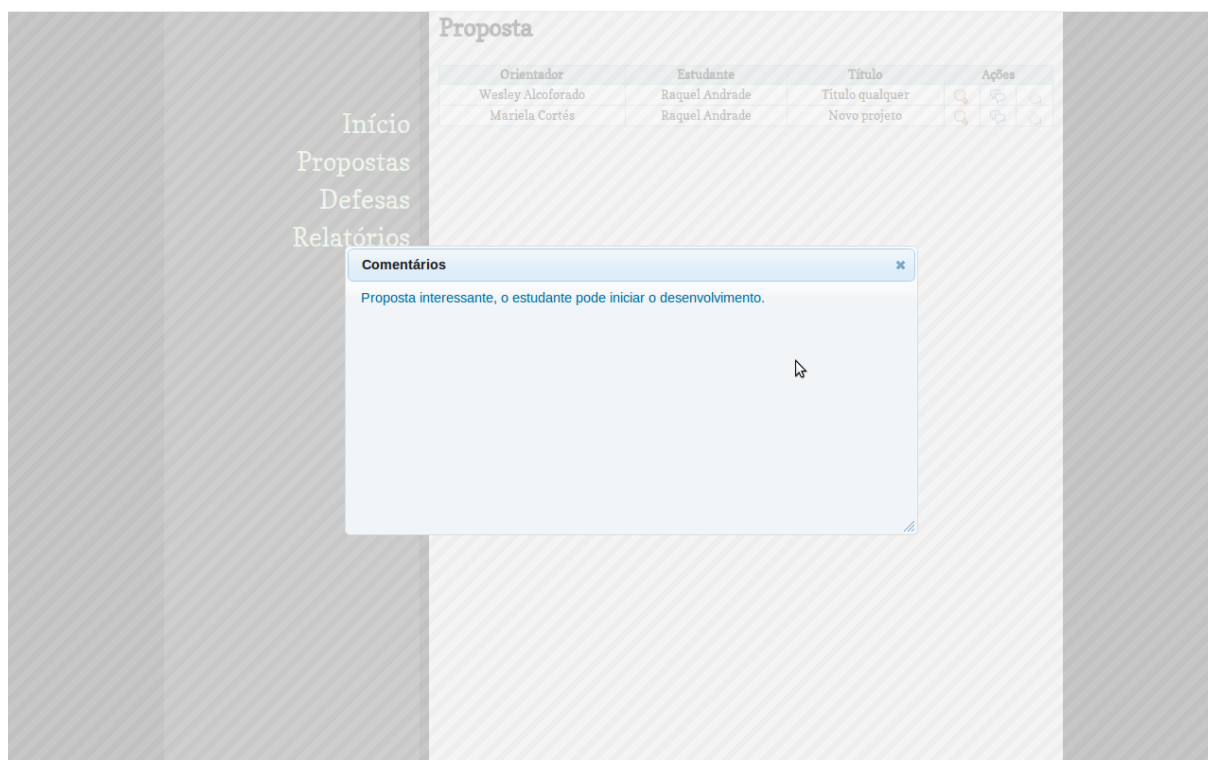 Proposta
Orientador Estudante Título Ações
Wesley Alcoforado Raquel Andrade Título qualquer
Mariela Cortés Raquel Andrade Novo projeto
Início
Propostas
Defesas
Relatórios
Comentários
Proposta interessante, o estudante pode iniciar o desenvolvimento.